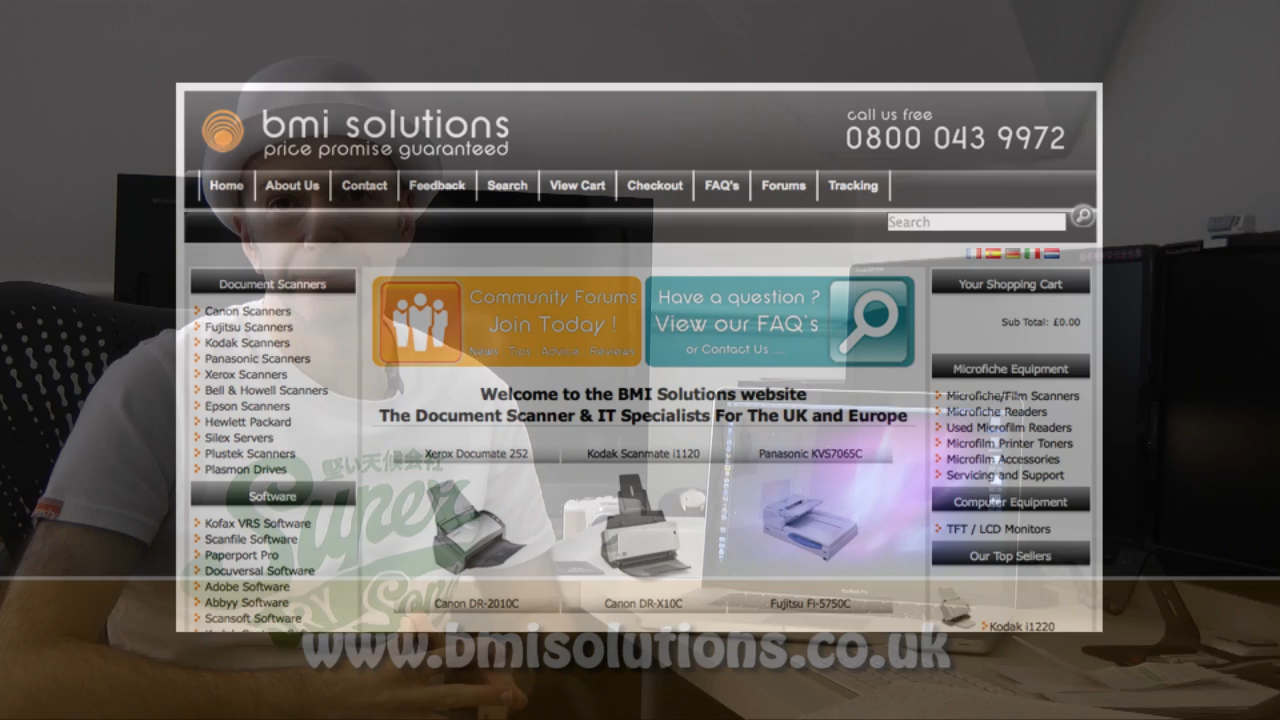 bmi solutions
price promise guaranteed
call us free
0800 043 9972
Home
About Us
Contact
Feedback
Search
View Cart
Checkout
FAQ's
Forums
Tracking
Search
Document Scanners
Canon Scanners
Fujitsu Scanners
Kodak Scanners
Panasonic Scanners
Xerox Scanners
Bell & Howell Scanners
Epson Scanners
Hewlett Packard
Silex Servers
Plustek Scanners
Plasmon Drives
Software
Kofax VRS Software
Scanfile Software
Paperport Pro
Docuversal Software
Adobe Software
Abbyy Software
Scansoft Software
Community Forums
Join Today !
News Tips Advice Reviews
Have a question ?
View our FAQ's
or Contact Us .....
Welcome to the BMI Solutions website
The Document Scanner & IT Specialists For The UK and Europe
Xerox Documate 252
Kodak Scanmate i1120
Panasonic KVS7065C
Canon DR-2010C
Canon DR-X10C
Fujitsu Fi-5750C
Your Shopping Cart
Sub Total: £0.00
Microfiche Equipment
Microfiche/Film Scanners
Microfiche Readers
Used Microfilm Readers
Microfilm Printer Toners
Microfilm Accessories
Servicing and Support
Computer Equipment
TFT / LCD Monitors
Our Top Sellers
Kodak i1220
堅い天候会社
Super
www.bmisolutions.co.uk